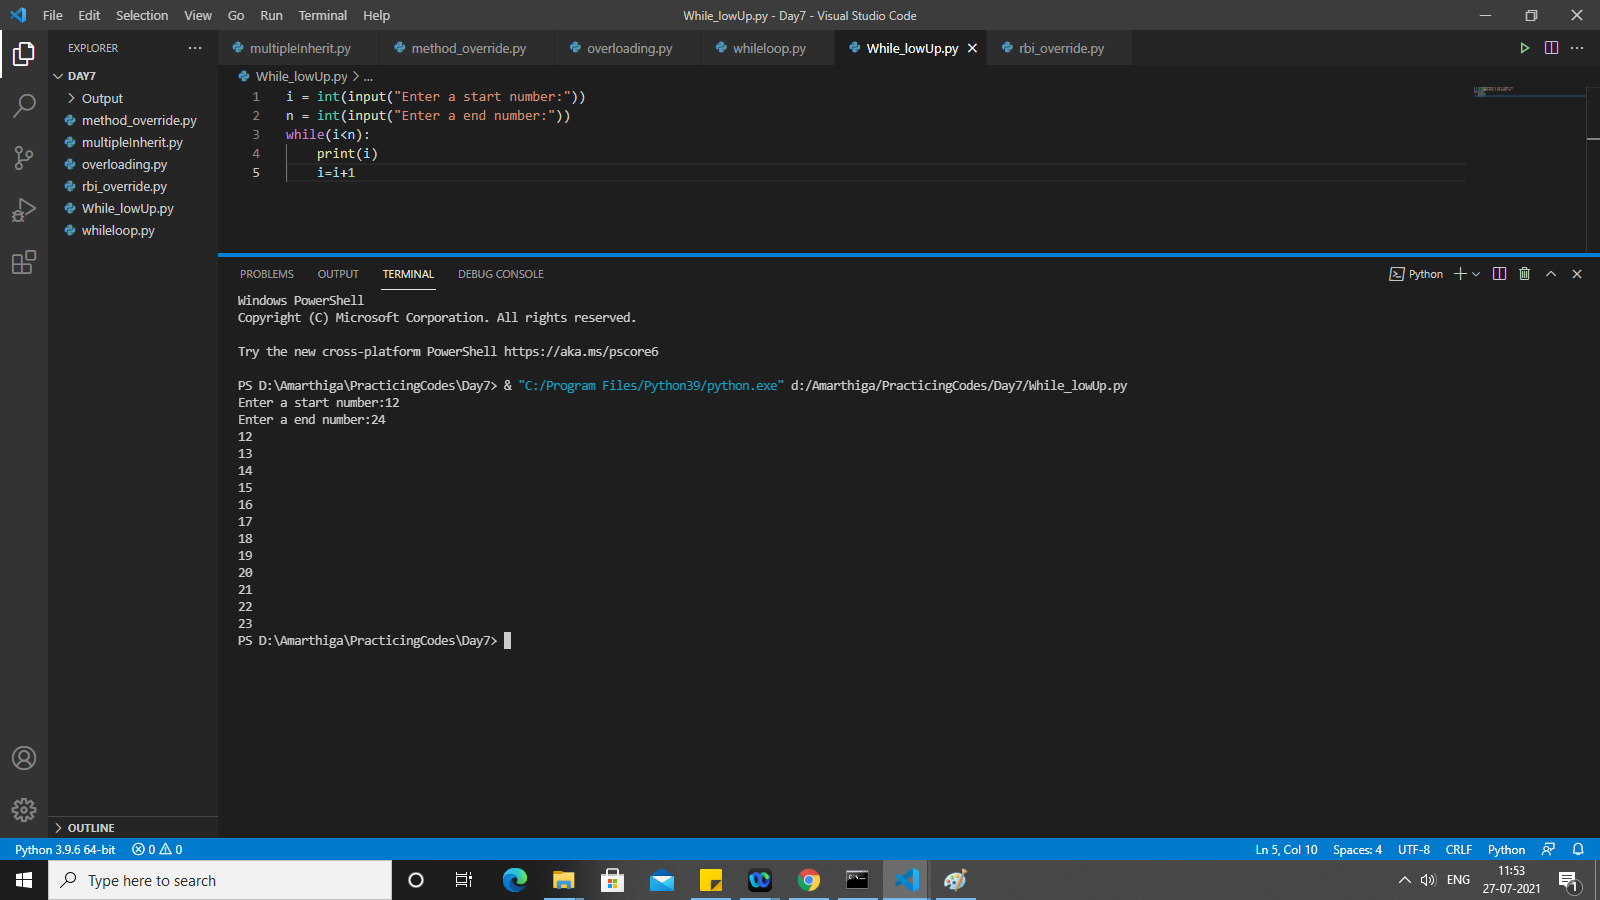 File Edit Selection View Go Run Terminal Help
While_lowUp.py - Day7 - Visual Studio Code
EXPLORER
multipleInherit.py
method_override.py
overloading.py
whileloop.py
While_lowUp.py
rbi_override.py
DAY7
Output
method_override.py
multipleInherit.py
overloading.py
rbi_override.py
While_lowUp.py
whileloop.py
While_lowUp.py > ...
1 i = int(input("Enter a start number:"))
2 n = int(input("Enter a end number:"))
3 while(i<n):
4 print(i)
5 i=i+1
PROBLEMS OUTPUT TERMINAL DEBUG CONSOLE
Python
Windows PowerShell
Copyright (C) Microsoft Corporation. All rights reserved.
Try the new cross-platform PowerShell https://aka.ms/pscore6
PS D:\Amarthiga\PracticingCodes\Day7> & "C:/Program Files/Python39/python.exe" d:/Amarthiga/PracticingCodes/Day7/While_lowUp.py
Enter a start number:12
Enter a end number:24
12
13
14
15
16
17
18
19
20
21
22
23
PS D:\Amarthiga\PracticingCodes\Day7>
OUTLINE
Python 3.9.6 64-bit 0 0
Ln 5, Col 10 Spaces: 4 UTF-8 CRLF Python
Type here to search
ENG
11:53
27-07-2021
1